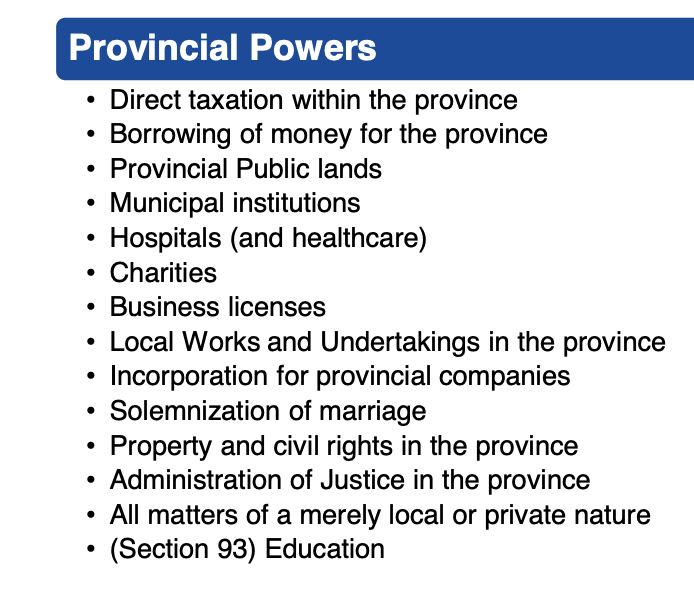 Provincial Powers
• Direct taxation within the province
• Borrowing of money for the province
• Provincial Public lands
• Municipal institutions
• Hospitals (and healthcare)
• Charities
• Business licenses
• Local Works and Undertakings in the province
• Incorporation for provincial companies
• Solemnization of marriage
• Property and civil rights in the province
• Administration of Justice in the province
• All matters of a merely local or private nature
• (Section 93) Education